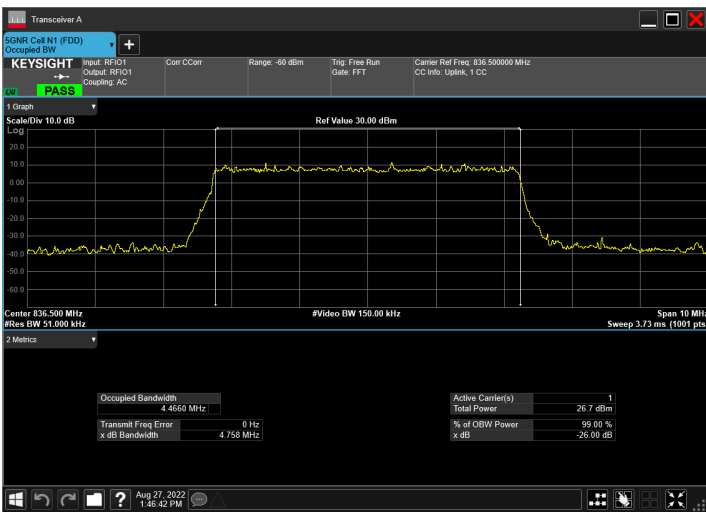 Transceiver A
5GNR Cell N1 (FDD)
Occupied BW
KEYSIGHT
Input: RFIO1
Output: RFIO1
Coupling: AC
Corr CCorr
Range: -60 dBm
Trig: Free Run
Gate: FFT
Carrier Ref Freq: 836.500000 MHz
CC Info: Uplink, 1 CC
LXI PASS
1 Graph
Scale/Div 10.0 dB Ref Value 30.00 dBm
Log
20.0
10.0
0.00
-10.0
-20.0
-30.0
-40.0
-50.0
-60.0
Center 836.500 MHz #Video BW 150.00 kHz Span 10 MHz
#Res BW 51.000 kHz Sweep 3.73 ms (1001 pts
2 Metrics
Occupied Bandwidth
4.4660 MHz
Transmit Freq Error 0 Hz
x dB Bandwidth 4.758 MHz
Active Carrier(s) 1
Total Power 26.7 dBm
% of OBW Power 99.00 %
x dB -26.00 dB
? Aug 27, 2022
1:46:42 PM